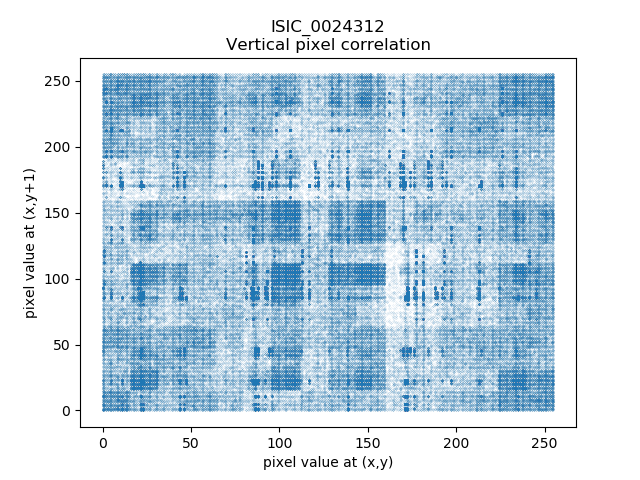 ISIC_0024312
Vertical pixel correlation
250
200
150
100
50
0
pixel value at (x,y+1)
0 50 100 150 200 250
pixel value at (x,y)